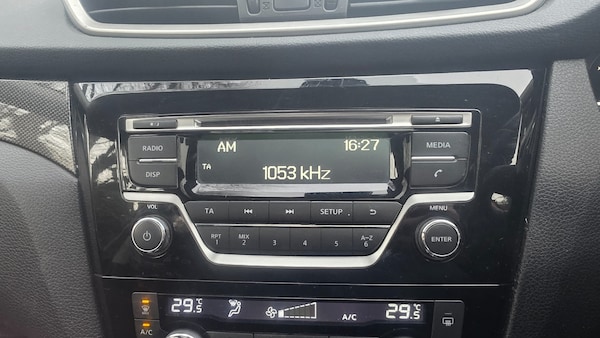 AM 16:27
RADIO MEDIA
TA
1053 kHz
DISP
VOL TA SETUP MENU
RPT 1 MIX 2 3 4 5 A-Z 6
ENTER
29.5 °C 29.5 °C
A/C
A/C